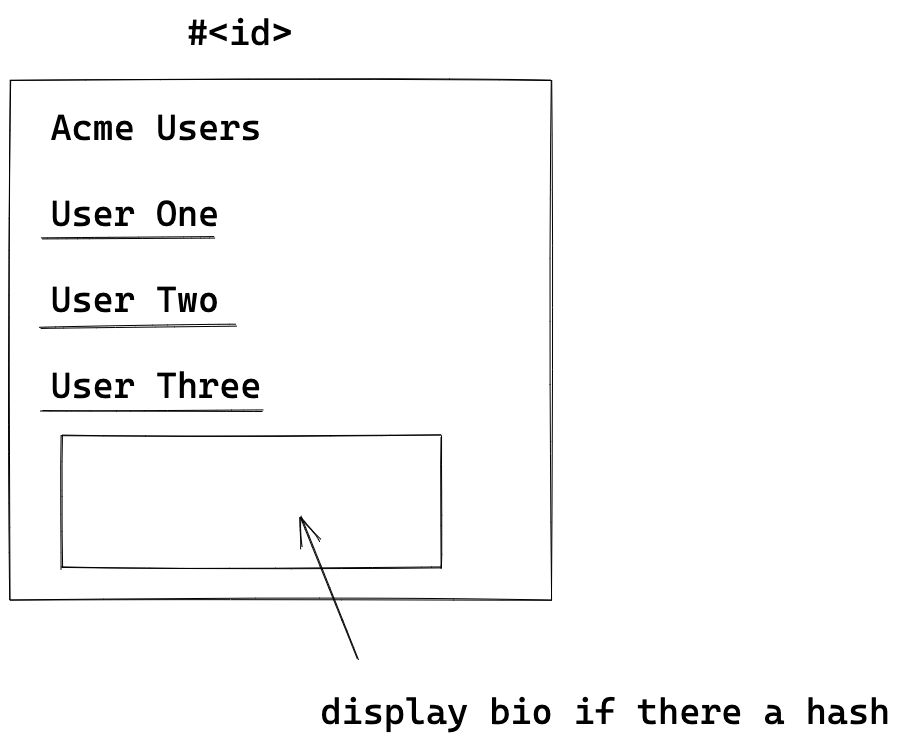 #<id>
Acme Users
User One
User Two
User Three
display bio if there a hash